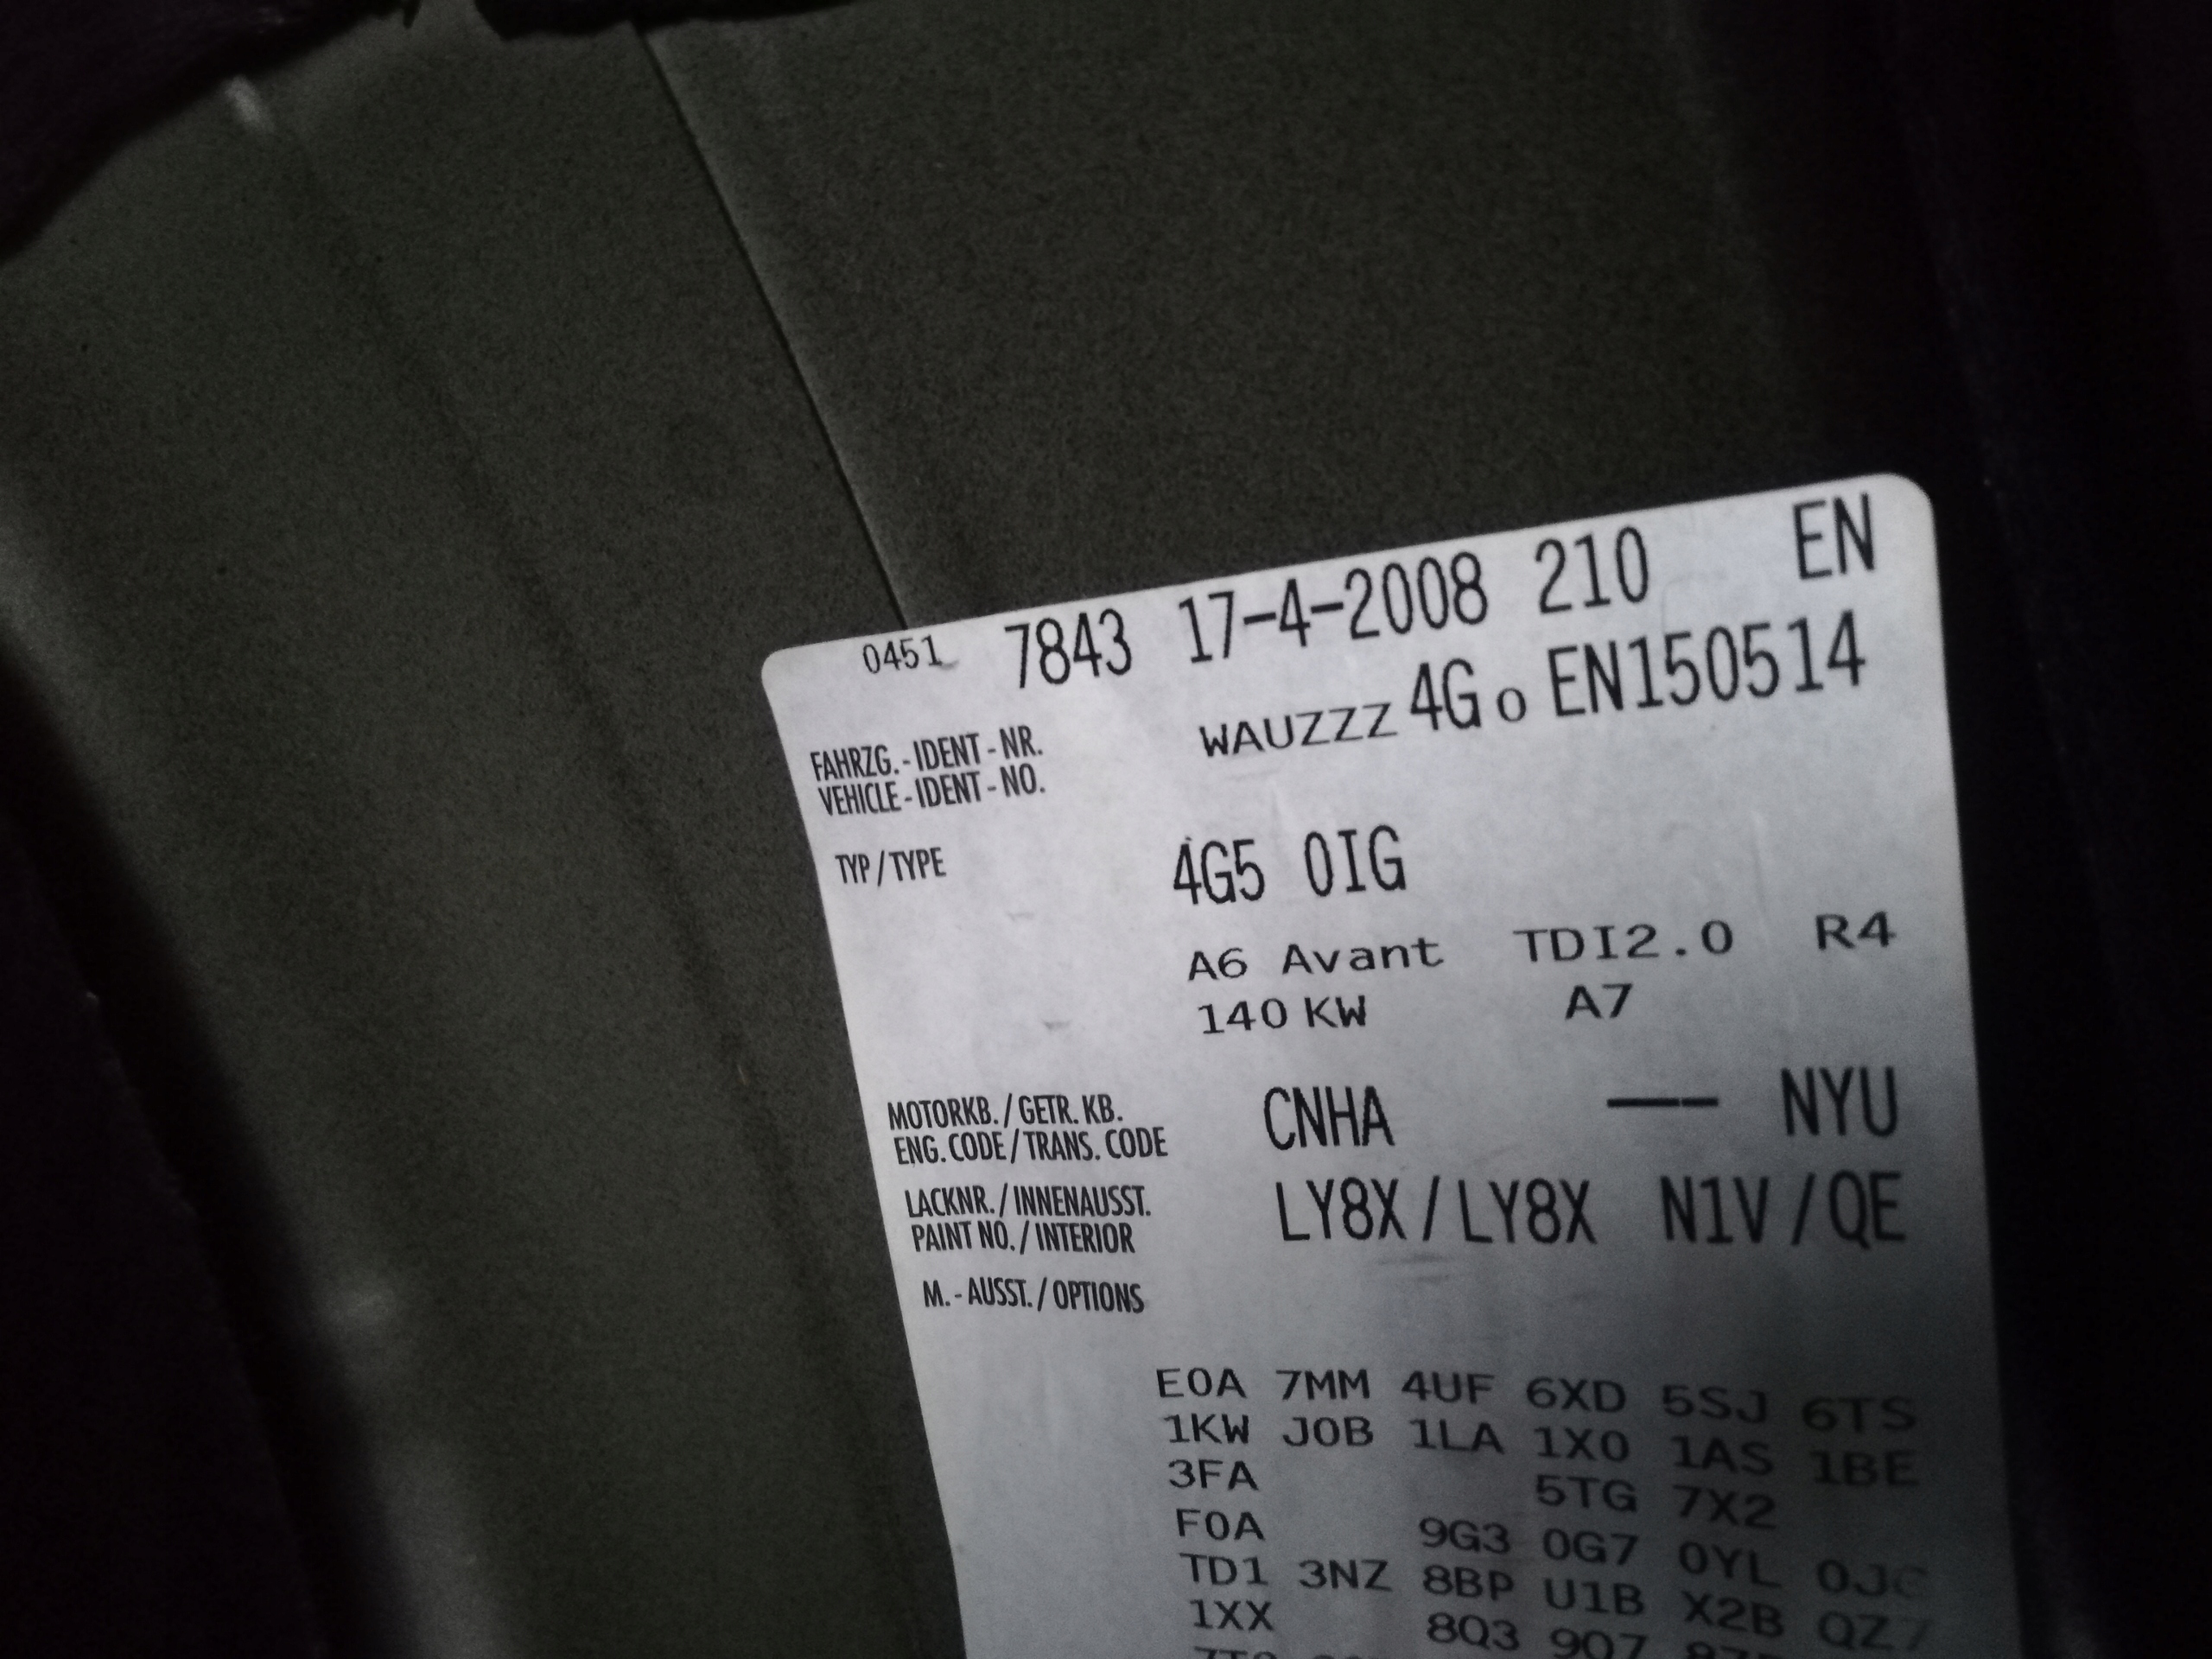 0451 7843 17-4-2008 210 EN
FAHRZG.-IDENT-NR. WAUZZZ 4G0 EN150514
VEHICLE-IDENT-NO.
TYP/TYPE 4G5 0IG
A6 Avant TDI2.0 R4
140 KW A7
MOTORKB./GETR. KB. CNHA -- NYU
ENG. CODE/TRANS. CODE
LACKNR./INNENAUSST. LY8X/LY8X N1V/QE
PAINT NO./INTERIOR
M.-AUSST./OPTIONS
E0A 7MM 4UF 6XD 5SJ 6TS
1KW J0B 1LA 1X0 1AS 1BE
3FA 5TG 7X2
F0A 9G3 0G7 0YL
TD1 3NZ 8BP U1B X2B
1XX 8Q3